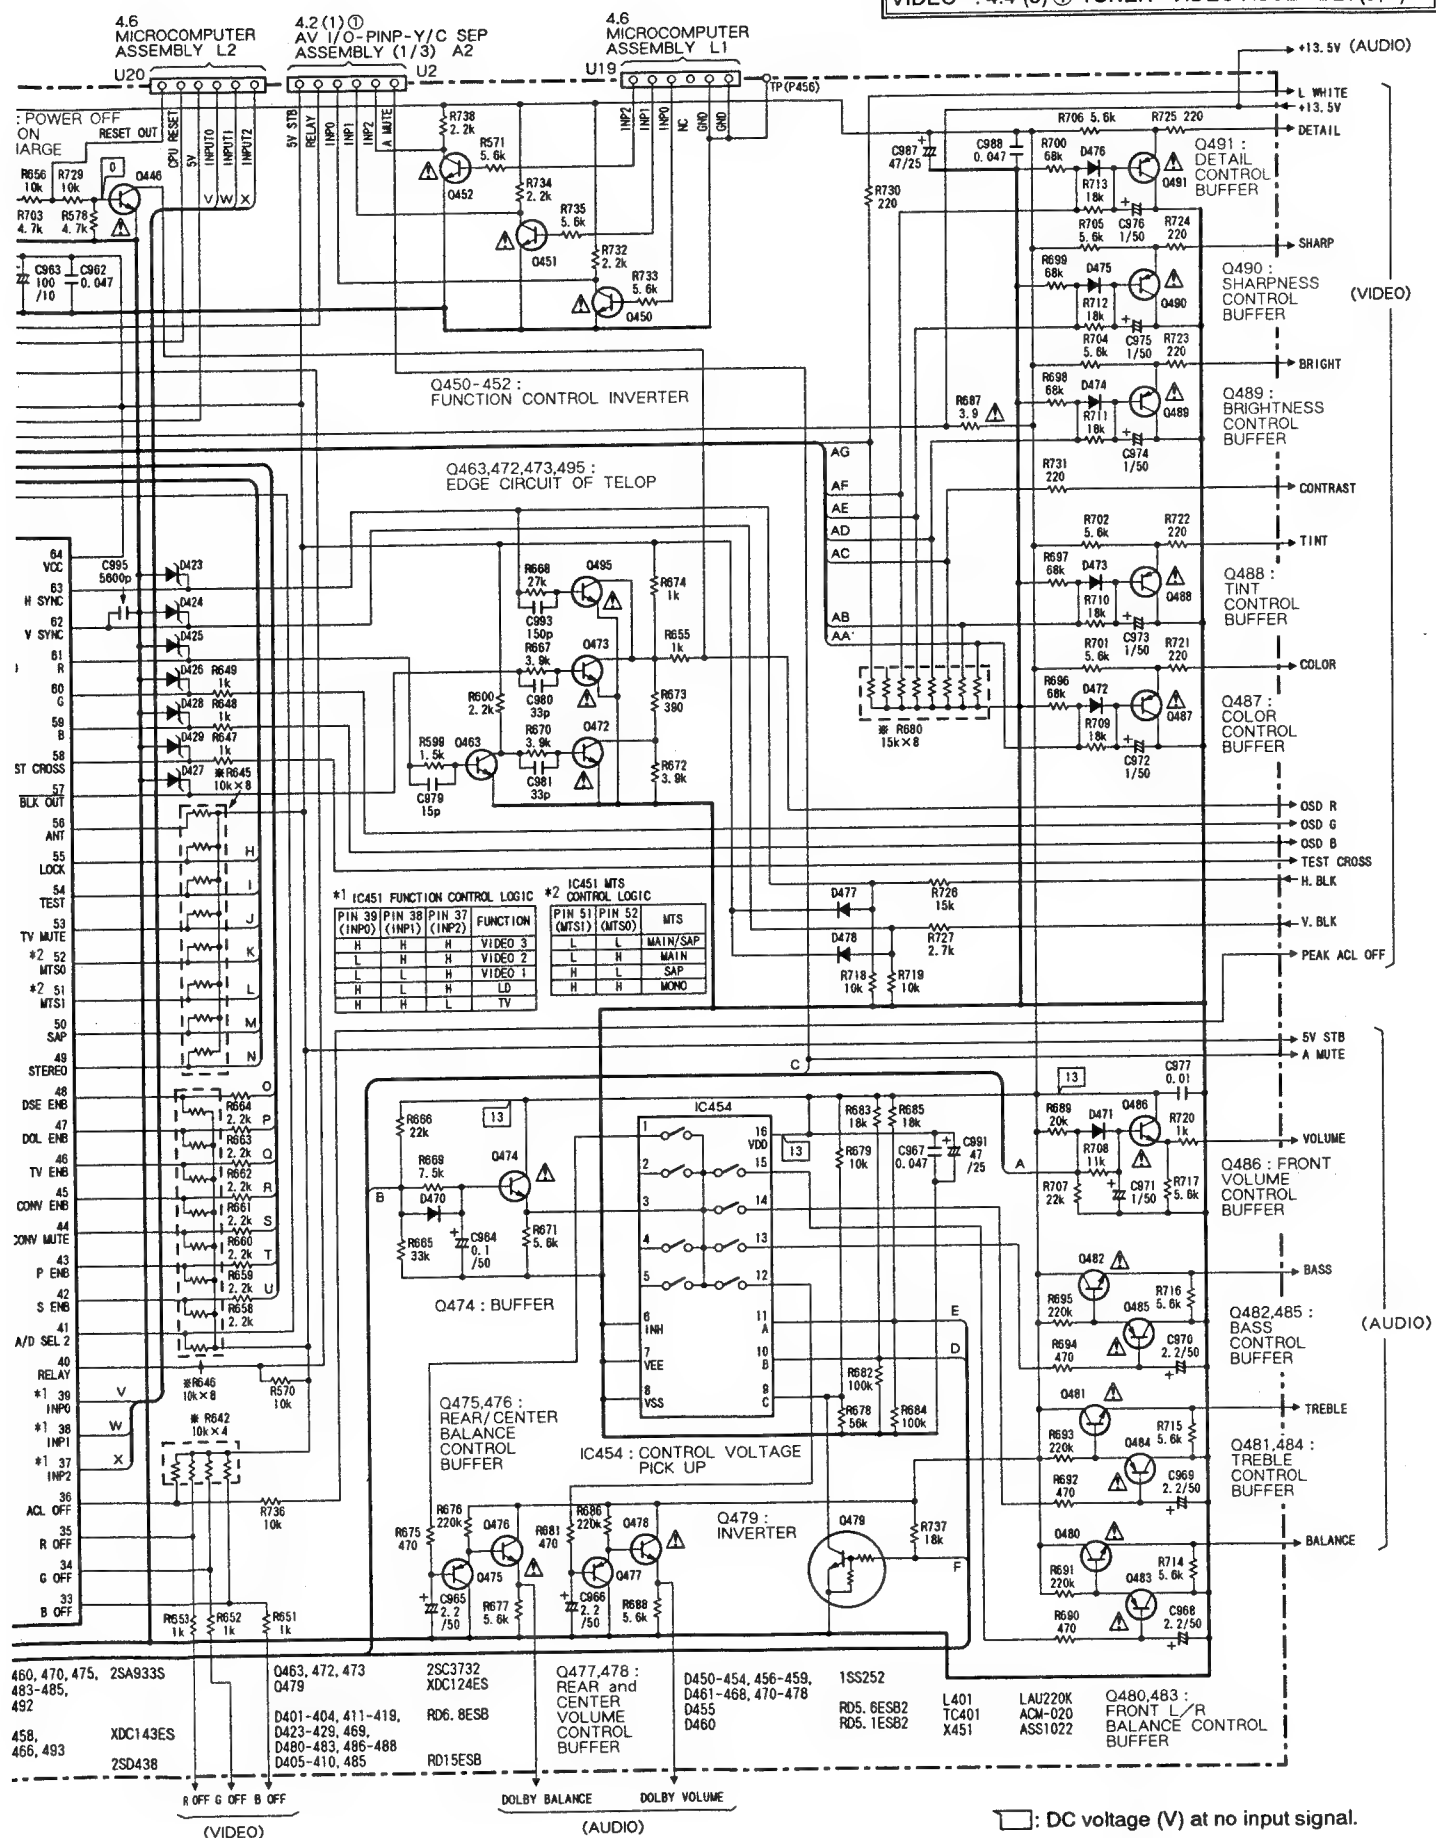 VIDEO : 4.4
4.6
MICROCOMPUTER
ASSEMBLY L2
U20
4.2 (1) ①
AV I/O-PINP-Y/C SEP
ASSEMBLY (1/3) A2
U2
4.6
MICROCOMPUTER
ASSEMBLY L1
U19
TP(P456)
+13.5V (AUDIO)
: POWER OFF
ON
RESET OUT
CPU RESET
5V
INPUT0
INPUT1
INPUT2
5V STB
RELAY
INP0
INP1
INP2
A MUTE
INP2
INP1
INP0
NC
GND
GND
L WHITE
+13.5V
DETAIL
R656
10k
R729
10k
0
Q446
R703
4.7k
R578
4.7k
V W X
C963
100
/10
C962
0.047
R738
2.2k
R571
5.6k
Q452
R734
2.2k
R735
5.6k
Q451
R732
2.2k
R733
5.6k
Q450
C987
47/25
C988
0.047
R730
220
R706 5.6k
R725 220
R700
68k
D476
R713
18k
Q491
C976
1/50
Q491 :
DETAIL
CONTROL
BUFFER
R705
5.6k
R724
220
SHARP
R699
68k
D475
R712
18k
Q490
C975
1/50
Q490 :
SHARPNESS
CONTROL
BUFFER
(VIDEO)
R704
5.6k
R723
220
BRIGHT
R698
68k
D474
R711
18k
Q489
C974
1/50
Q489 :
BRIGHTNESS
CONTROL
BUFFER
R687
3.9
Q450-452 :
FUNCTION CONTROL INVERTER
Q463,472,473,495 :
EDGE CIRCUIT OF TELOP
AG
AF
AE
AD
AC
AB
AA
R731
220
CONTRAST
R702
5.6k
R722
220
TINT
R697
68k
D473
R710
18k
Q488
C973
1/50
Q488 :
TINT
CONTROL
BUFFER
R701
5.6k
R721
220
COLOR
R696
68k
D472
R709
18k
Q487
C972
1/50
Q487 :
COLOR
CONTROL
BUFFER
※ R680
15k×8
64
VCC
63
H SYNC
62
V SYNC
61
R
60
G
59
B
58
ST CROSS
57
BLK OUT
56
ANT
55
LOCK
54
TEST
53
TV MUTE
*2 52
MTS0
*2 51
MTS1
50
SAP
49
STEREO
48
DSE ENB
47
DOL ENB
46
TV ENB
45
CONV ENB
44
CONV MUTE
43
P ENB
42
S ENB
41
A/D SEL 2
40
RELAY
*1 39
INP0
*1 38
INP1
*1 37
INP2
36
ACL OFF
35
R OFF
34
G OFF
33
B OFF
C995
5600p
D423
D424
D425
D426
D428
D429
D427
R649
1k
R648
1k
R647
1k
※R645
10k×8
H
I
J
K
L
M
N
O
P
Q
R
S
T
U
V
W
X
R668
27k
Q495
C993
150p
R667
3.9k
Q473
C980
33p
R670
3.9k
Q472
C981
33p
R600
2.2k
R599
1.5k
Q463
C979
15p
R674
1k
R655
1k
R673
390
R672
3.9k
OSD R
OSD G
OSD B
TEST CROSS
H.BLK
V.BLK
PEAK ACL OFF
*1 IC451 FUNCTION CONTROL LOGIC
PIN 39 (INP0) PIN 38 (INP1) PIN 37 (INP2) FUNCTION
H H H VIDEO 3
L H H VIDEO 2
L L H VIDEO 1
H L H LD
H H L TV
*2 IC451 MTS
CONTROL LOGIC
PIN 51 (MTS1) PIN 52 (MTS0) MTS
L L MAIN/SAP
L H MAIN
H L SAP
H H MONO
D477
R726
15k
D478
R727
2.7k
R718
10k
R719
10k
5V STB
A MUTE
R664
2.2k
R663
2.2k
R662
2.2k
R661
2.2k
R660
2.2k
R659
2.2k
R658
2.2k
※R646
10k×8
R570
10k
※ R642
10k×4
R736
10k
R653
1k
R652
1k
R651
1k
C
B
A
R666
22k
13
R669
7.5k
D470
Q474
R665
33k
C964
0.1
/50
R671
5.6k
Q474 : BUFFER
IC454
1
2
3
4
5
6
INH
7
VEE
8
VSS
16
VDD
15
14
13
12
11
A
10
B
9
C
13
R683
18k
R685
18k
R679
10k
C967
0.047
C991
47
/25
E
D
F
R682
100k
R678
56k
R684
100k
IC454 : CONTROL VOLTAGE
PICK UP
13
C977
0.01
R689
20k
D471
Q486
R720
1k
R708
11k
VOLUME
R707
22k
C971
1/50
R717
5.6k
Q486 : FRONT
VOLUME
CONTROL
BUFFER
Q482
BASS
R695
220k
Q485
R716
5.6k
R694
470
C970
2.2/50
Q482,485 :
BASS
CONTROL
BUFFER
(AUDIO)
Q481
TREBLE
R693
220k
Q484
R715
5.6k
R692
470
C969
2.2/50
Q481,484 :
TREBLE
CONTROL
BUFFER
Q480
BALANCE
R691
220k
Q483
R714
5.6k
R690
470
C968
2.2/50
Q475,476 :
REAR/CENTER
BALANCE
CONTROL
BUFFER
R675
470
R676
220k
Q476
Q475
C965
2.2
/50
R677
5.6k
R681
470
R686
220k
Q478
Q477
C966
2.2
/50
R688
5.6k
Q479 :
INVERTER
Q479
R737
18k
460, 470, 475,
483-485,
492
2SA933S
458,
466, 493
XDC143ES
2SD438
Q463, 472, 473
Q479
2SC3732
XDC124ES
D401-404, 411-419,
D423-429, 469,
D480-483, 486-488
D405-410, 485
RD6. 8ESB
RD15ESB
Q477,478 :
REAR and
CENTER
VOLUME
CONTROL
BUFFER
D450-454, 456-459,
D461-468, 470-478
D455
D460
1SS252
RD5. 6ESB2
RD5. 1ESB2
L401
TC401
X451
LAU220K
ACM-020
ASS1022
Q480,483 :
FRONT L/R
BALANCE CONTROL
BUFFER
R OFF G OFF B OFF
(VIDEO)
DOLBY BALANCE
DOLBY VOLUME
(AUDIO)
: DC voltage (V) at no input signal.